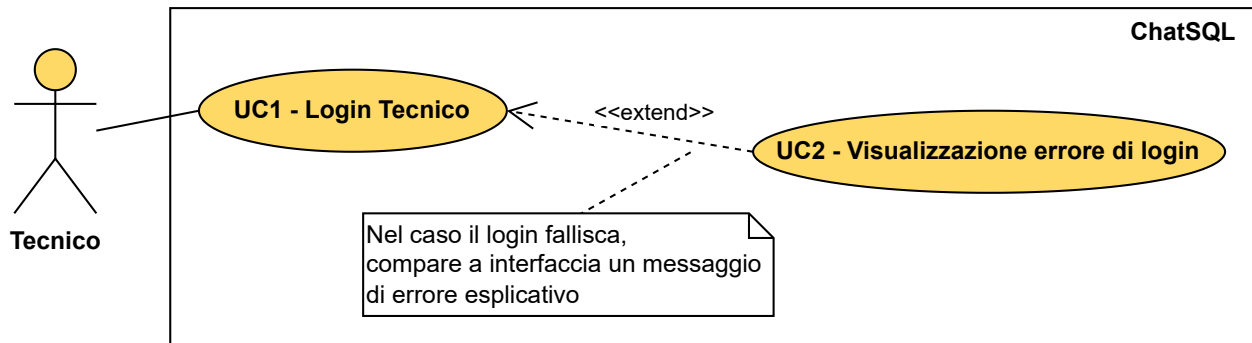 ChatSQL
UC1 - Login Tecnico
<<extend>>
UC2 - Visualizzazione errore di login
Tecnico
Nel caso il login fallisca,
compare a interfaccia un messaggio
di errore esplicativo